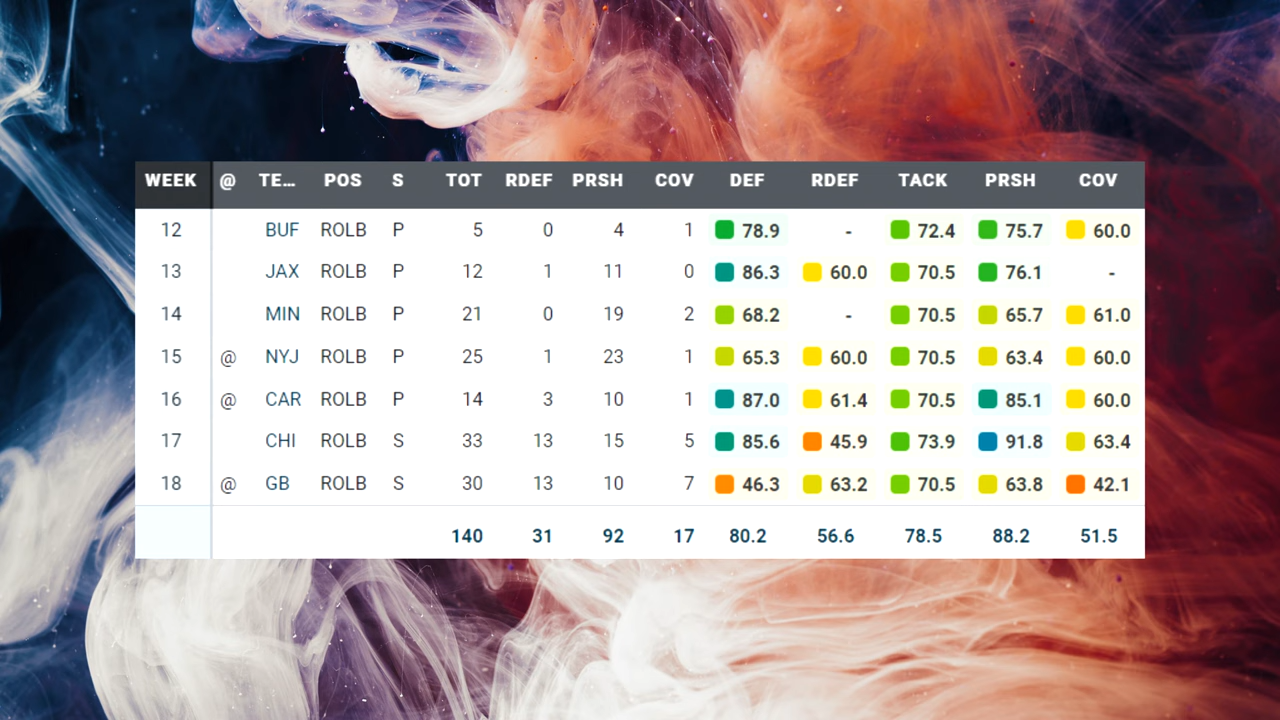 WEEK @ TE... POS S TOT RDEF PRSH COV DEF RDEF TACK PRSH COV
12 BUF ROLB P 5 0 4 1 78.9 - 72.4 75.7 60.0
13 JAX ROLB P 12 1 11 0 86.3 60.0 70.5 76.1 -
14 MIN ROLB P 21 0 19 2 68.2 - 70.5 65.7 61.0
15 @ NYJ ROLB P 25 1 23 1 65.3 60.0 70.5 63.4 60.0
16 @ CAR ROLB P 14 3 10 1 87.0 61.4 70.5 85.1 60.0
17 CHI ROLB S 33 13 15 5 85.6 45.9 73.9 91.8 63.4
18 @ GB ROLB S 30 13 10 7 46.3 63.2 70.5 63.8 42.1
140 31 92 17 80.2 56.6 78.5 88.2 51.5